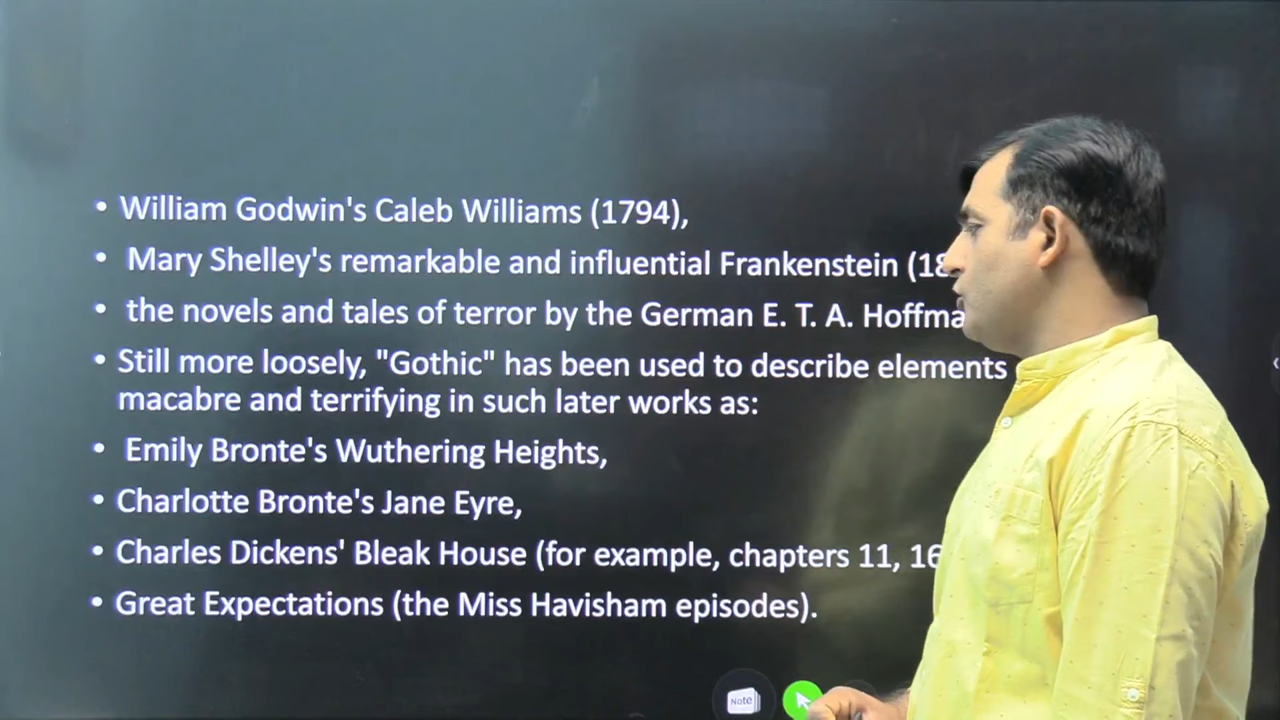 • William Godwin's Caleb Williams (1794),
• Mary Shelley's remarkable and influential Frankenstein
• the novels and tales of terror by the German E. T. A.
• Still more loosely, "Gothic" has been used to describe elements
macabre and terrifying in such later works as:
• Emily Bronte's Wuthering Heights,
• Charlotte Bronte's Jane Eyre,
• Charles Dickens' Bleak House (for example, chapters 11,
• Great Expectations (the Miss Havisham episodes).
Note